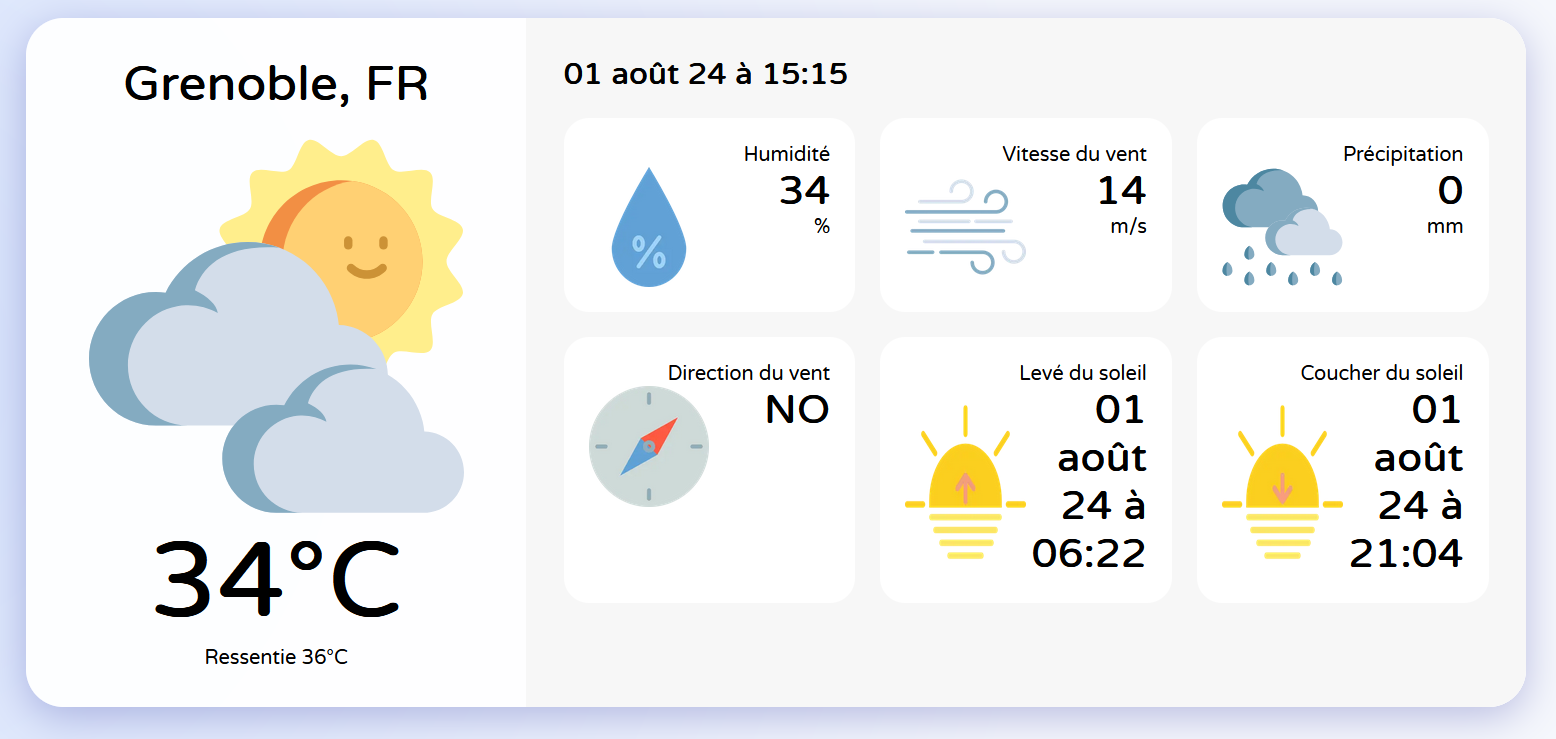 Grenoble, FR
34°C
Ressentie 36°C
01 août 24 à 15:15
Humidité
34
%
%
Vitesse du vent
14
m/s
Précipitation
0
mm
Direction du vent
NO
Levé du soleil
01
août
24 à
06:22
Coucher du soleil
01
août
24 à
21:04